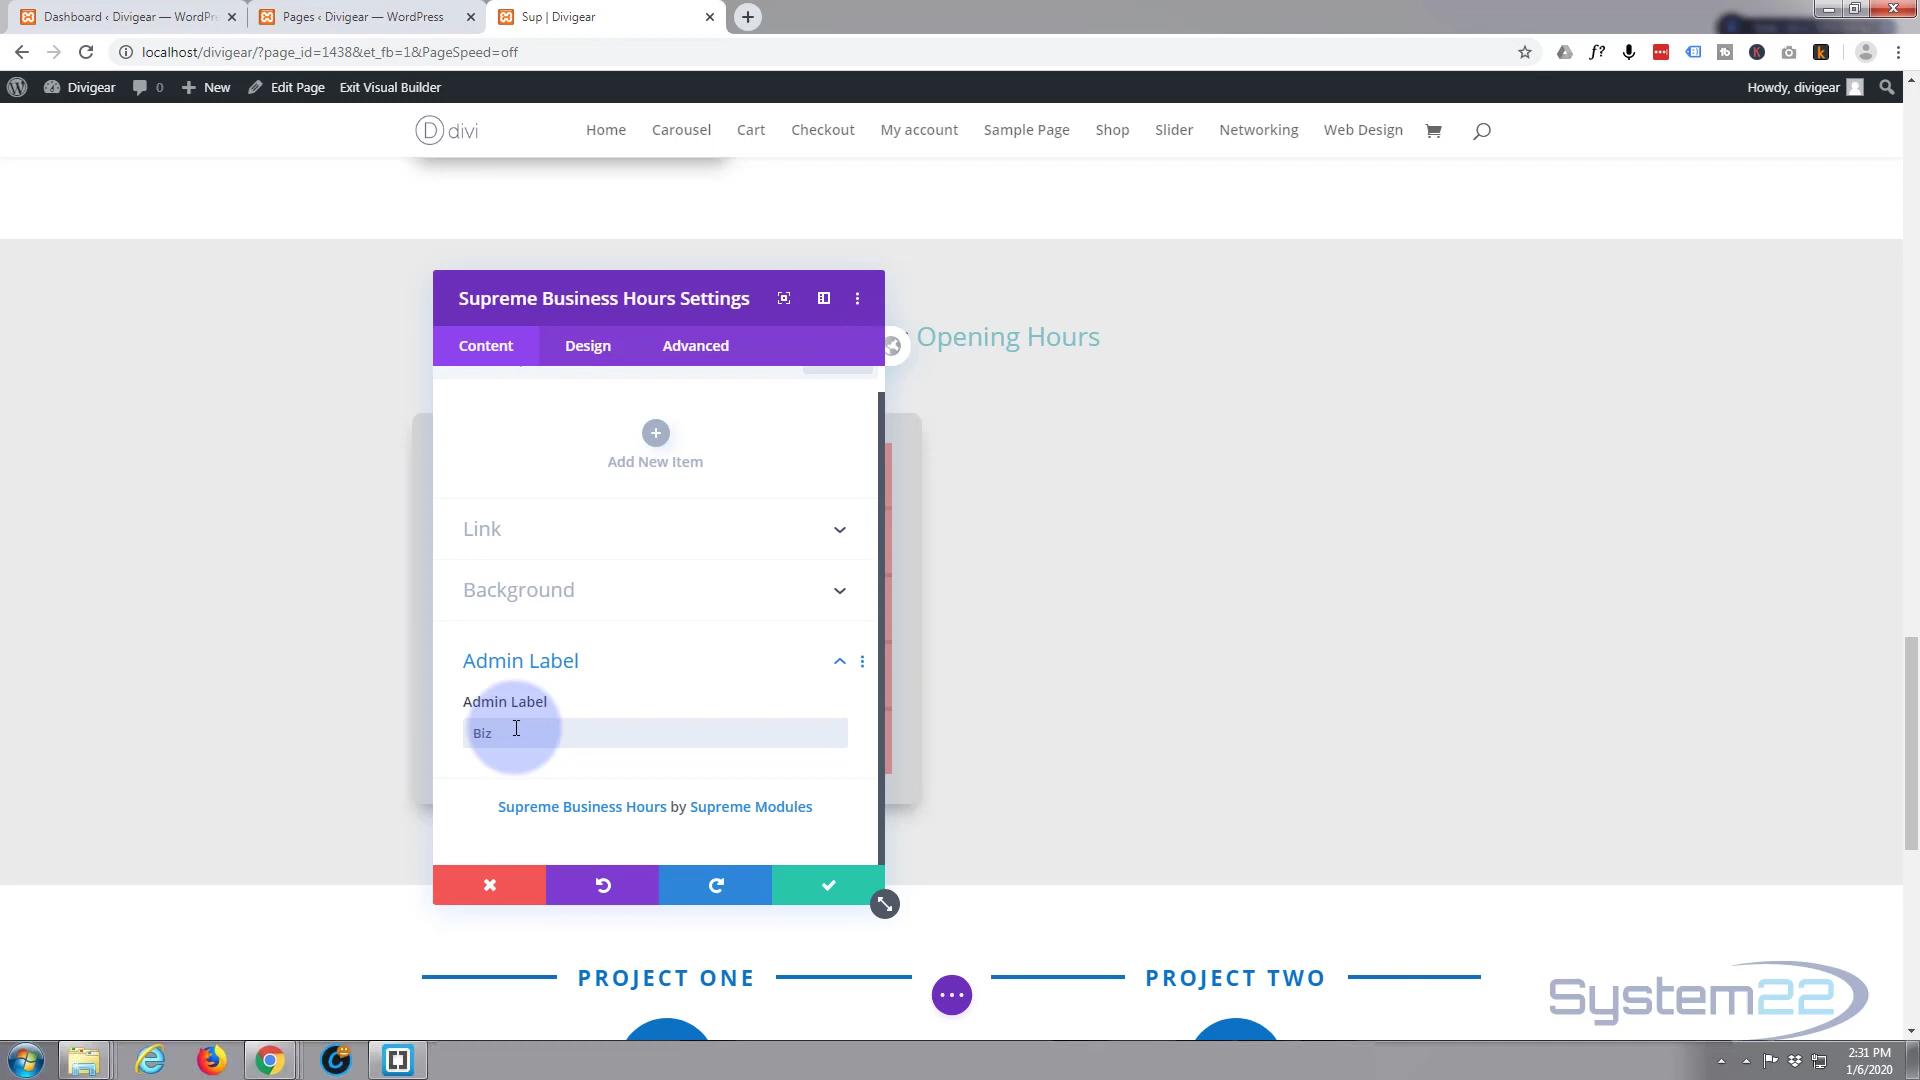 Dashboard ‹ Divigear — WordPre
Pages ‹ Divigear — WordPress
Sup | Divigear
localhost/divigear/?page_id=1438&et_fb=1&PageSpeed=off
Divigear
0
New
Edit Page
Exit Visual Builder
Howdy, divigear
D divi
Home
Carousel
Cart
Checkout
My account
Sample Page
Shop
Slider
Networking
Web Design
Supreme Business Hours Settings
Content
Design
Advanced
Opening Hours
Add New Item
Link
Background
Admin Label
Admin Label
Biz
Supreme Business Hours by Supreme Modules
PROJECT ONE
PROJECT TWO
System22
2:31 PM
1/6/2020